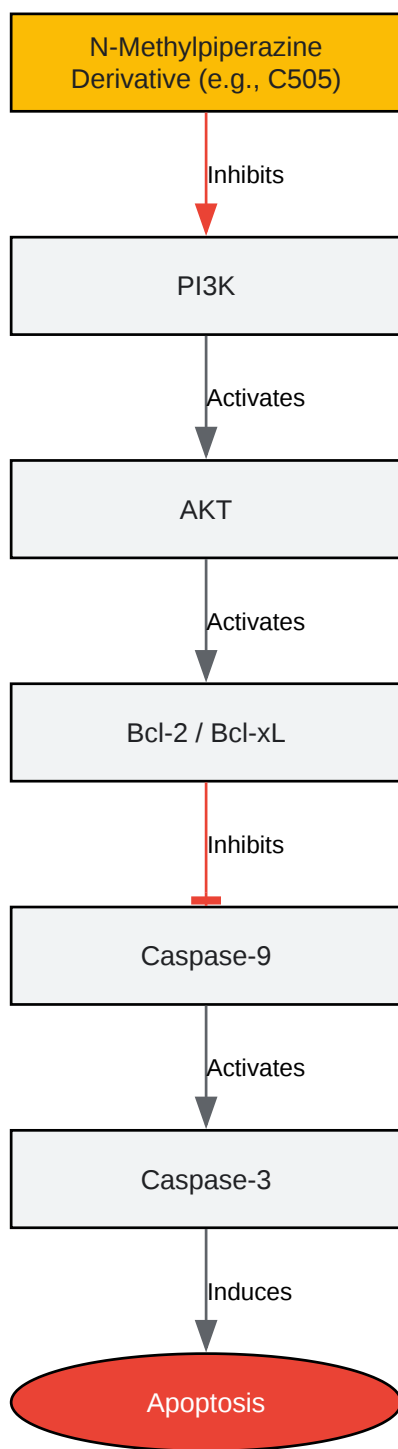 N-Methylpiperazine
Derivative (e.g., C505)
Inhibits
PI3K
Activates
AKT
Activates
Bcl-2 / Bcl-xL
Inhibits
Caspase-9
Activates
Caspase-3
Induces
Apoptosis